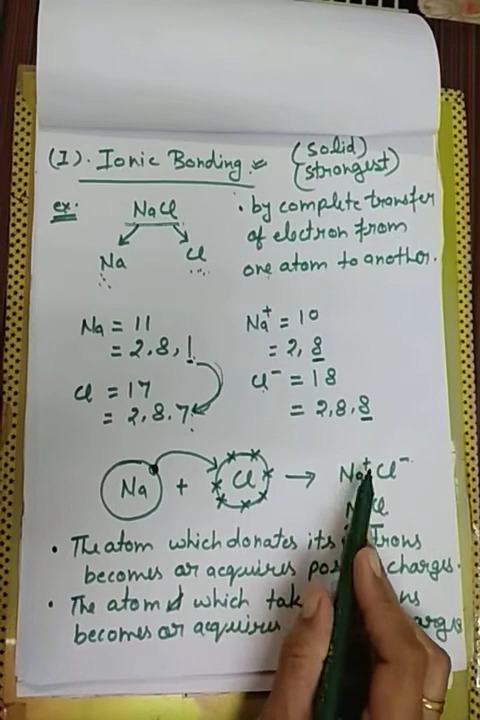 (I). Ionic Bonding. (solid)
(strongest)
ex. NaCl
Na Cl
• by complete transfer
of electron from
one atom to another.
Na = 11
= 2,8,1
Cl = 17
= 2,8,7
Na⁺ = 10
= 2,8
Cl⁻ = 18
= 2,8,8
Na + Cl → Na⁺Cl⁻
• The atom which donates its
becomes or acquires charges.
• The atom which
becomes or acquires